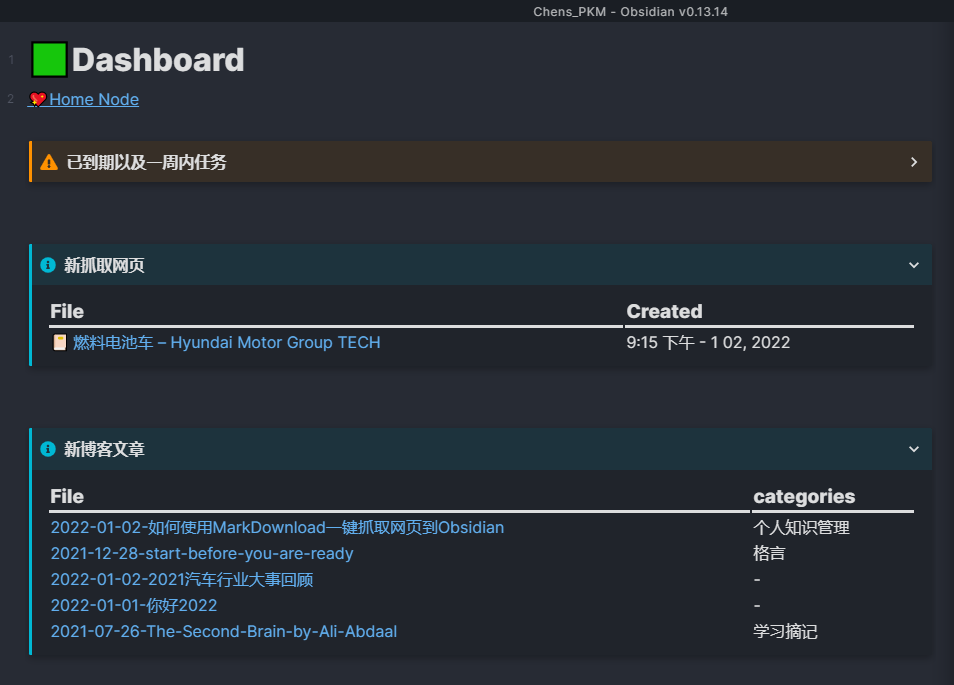 Chens_PKM - Obsidian v0.13.14
1 Dashboard
2 Home Node
已到期以及一周内任务
新抓取网页
File Created
燃料电池车 – Hyundai Motor Group TECH 9:15 下午 - 1 02, 2022
新博客文章
File categories
2022-01-02-如何使用MarkDownload一键抓取网页到Obsidian 个人知识管理
2021-12-28-start-before-you-are-ready 格言
2022-01-02-2021汽车行业大事回顾 -
2022-01-01-你好2022 -
2021-07-26-The-Second-Brain-by-Ali-Abdaal 学习摘记